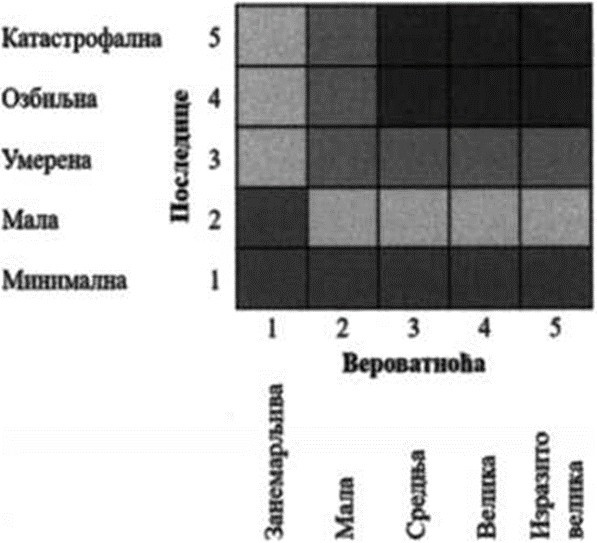 Катастрофална 5
Озбиљна 4
Умерена 3
Мала 2
Минимална 1
Последице
1 2 3 4 5
Вероватноћа
Занемарљива
Мала
Средња
Велика
Изразито
велика